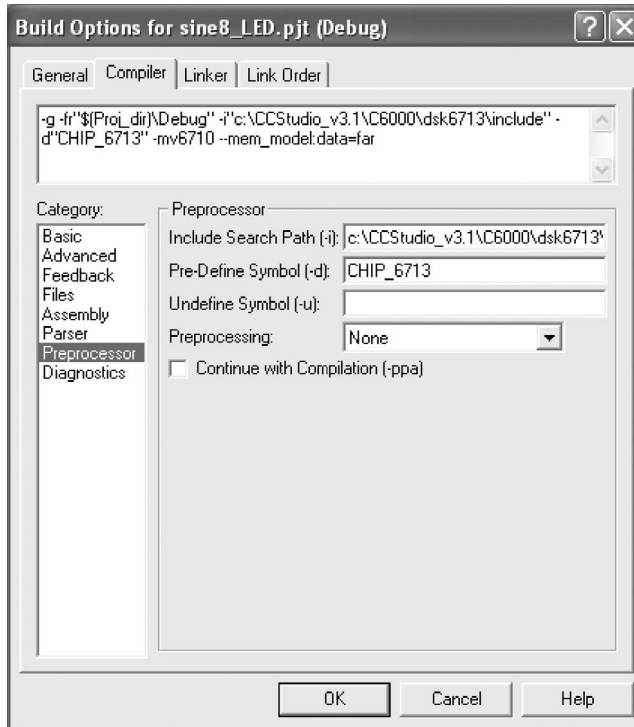 Build Options for sine8_LED.pjt (Debug)
General Compiler Linker Link Order
-g -fr"$(Proj_dir)\Debug" -i"c:\CCStudio_v3.1\C6000\dsk6713\include" -
d"CHIP_6713" -mv6710 --mem_model:data=far
Category:
Basic
Advanced
Feedback
Files
Assembly
Parser
Preprocessor
Diagnostics
Preprocessor
Include Search Path (-i): c:\CCStudio_v3.1\C6000\dsk6713\
Pre-Define Symbol (-d): CHIP_6713
Undefine Symbol (-u):
Preprocessing: None
Continue with Compilation (-ppa)
OK Cancel Help